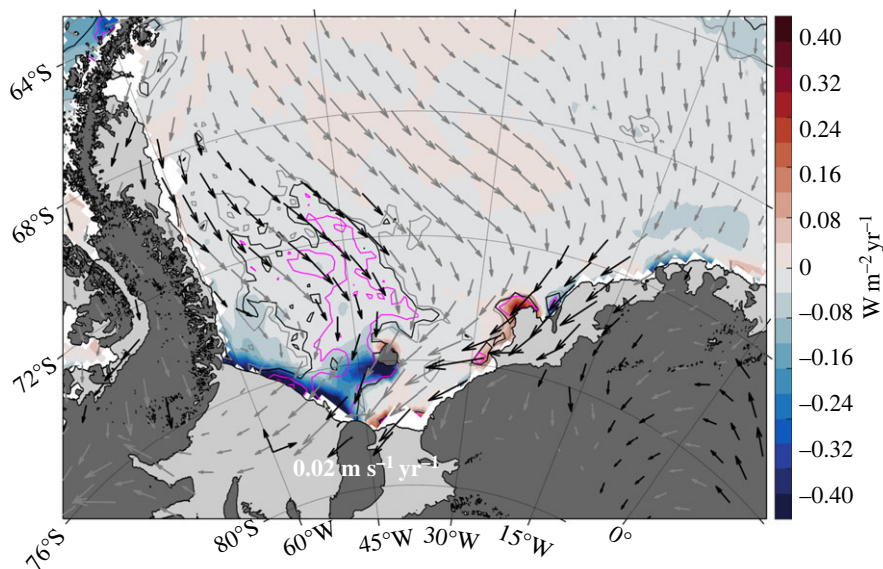 64°S
68°S
72°S
76°S
80°S
60°W
45°W
30°W
15°W
0°
0.02 m s⁻¹ yr⁻¹
0.40
0.32
0.24
0.16
0.08
0
–0.08
–0.16
–0.24
–0.32
–0.40
W m⁻² yr⁻¹